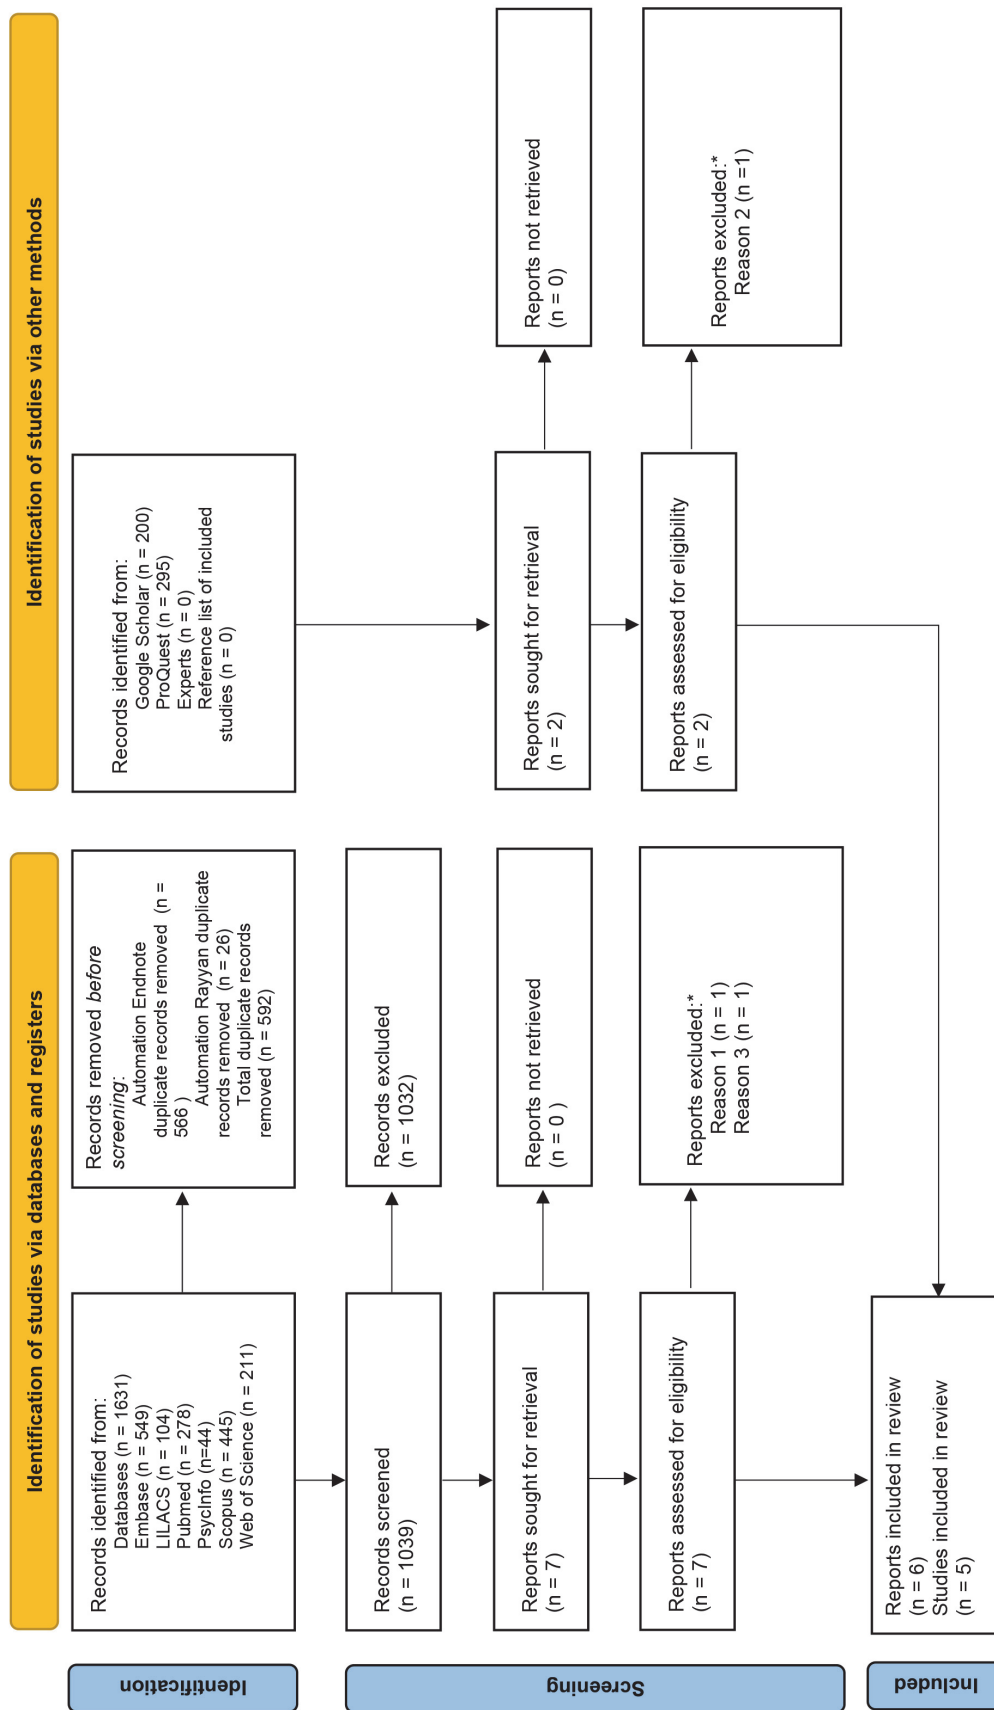 Identification of studies via databases and registers
Identification of studies via other methods
Identification
Records identified from:
Databases (n = 1631)
Embase (n = 549)
LILACS (n = 104)
Pubmed (n = 278)
PsycInfo (n=44)
Scopus (n = 445)
Web of Science (n = 211)
Records removed before
screening:
Automation Endnote
duplicate records removed (n =
566 )
Automation Rayyan duplicate
records removed (n = 26)
Total duplicate records
removed (n = 592)
Records identified from:
Google Scholar (n = 200)
ProQuest (n = 295)
Experts (n = 0)
Reference list of included
studies (n = 0)
Screening
Records screened
(n = 1039)
Records excluded
(n = 1032)
Reports sought for retrieval
(n = 7)
Reports not retrieved
(n = 0 )
Reports sought for retrieval
(n = 2)
Reports not retrieved
(n = 0)
Reports assessed for eligibility
(n = 7)
Reports excluded:*
Reason 1 (n = 1)
Reason 3 (n = 1)
Reports assessed for eligibility
(n = 2)
Reports excluded:*
Reason 2 (n =1)
Included
Reports included in review
(n = 6)
Studies included in review
(n = 5)